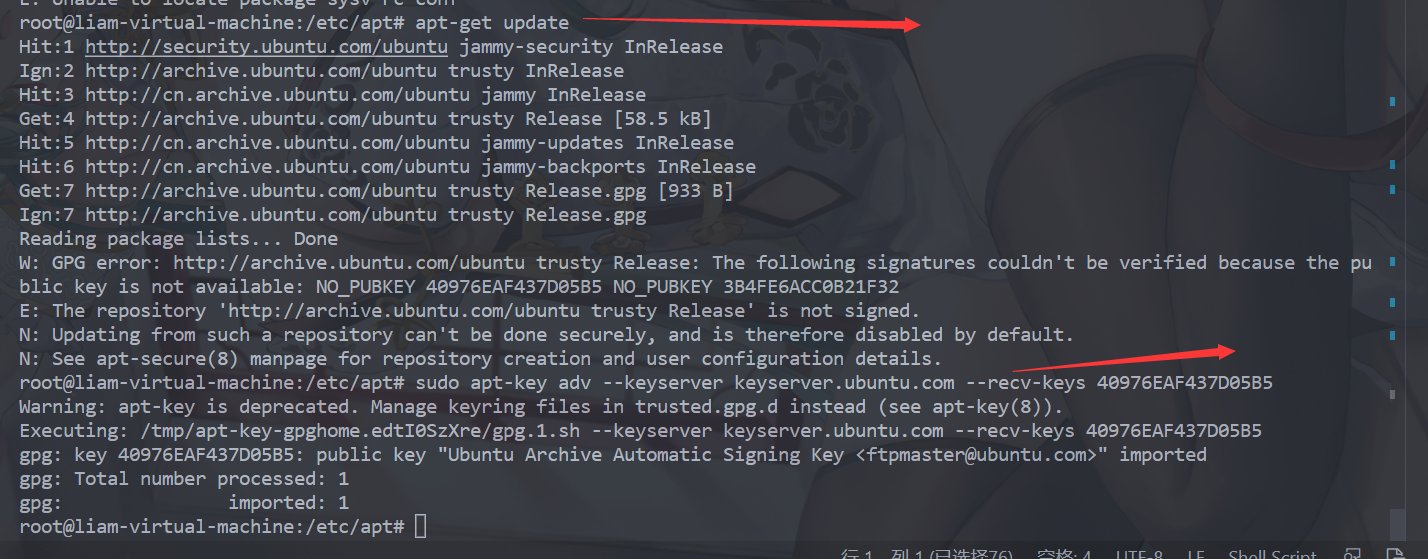 E: Unable to locate package sysv-rc-conf
root@liam-virtual-machine:/etc/apt# apt-get update
Hit:1 http://security.ubuntu.com/ubuntu jammy-security InRelease
Ign:2 http://archive.ubuntu.com/ubuntu trusty InRelease
Hit:3 http://cn.archive.ubuntu.com/ubuntu jammy InRelease
Get:4 http://archive.ubuntu.com/ubuntu trusty Release [58.5 kB]
Hit:5 http://cn.archive.ubuntu.com/ubuntu jammy-updates InRelease
Hit:6 http://cn.archive.ubuntu.com/ubuntu jammy-backports InRelease
Get:7 http://archive.ubuntu.com/ubuntu trusty Release.gpg [933 B]
Ign:7 http://archive.ubuntu.com/ubuntu trusty Release.gpg
Reading package lists... Done
W: GPG error: http://archive.ubuntu.com/ubuntu trusty Release: The following signatures couldn't be verified because the pu
blic key is not available: NO_PUBKEY 40976EAF437D05B5 NO_PUBKEY 3B4FE6ACC0B21F32
E: The repository 'http://archive.ubuntu.com/ubuntu trusty Release' is not signed.
N: Updating from such a repository can't be done securely, and is therefore disabled by default.
N: See apt-secure(8) manpage for repository creation and user configuration details.
root@liam-virtual-machine:/etc/apt# sudo apt-key adv --keyserver keyserver.ubuntu.com --recv-keys 40976EAF437D05B5
Warning: apt-key is deprecated. Manage keyring files in trusted.gpg.d instead (see apt-key(8)).
Executing: /tmp/apt-key-gpghome.edtI0SzXre/gpg.1.sh --keyserver keyserver.ubuntu.com --recv-keys 40976EAF437D05B5
gpg: key 40976EAF437D05B5: public key "Ubuntu Archive Automatic Signing Key <ftpmaster@ubuntu.com>" imported
gpg: Total number processed: 1
gpg:               imported: 1
root@liam-virtual-machine:/etc/apt#
行 1, 列 1 (已选择76) 空格: 4 UTF-8 LF Shell Script